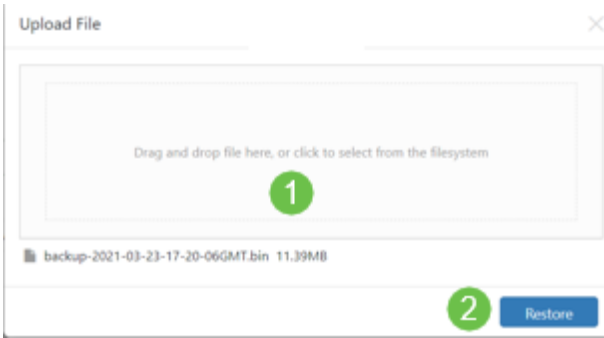 Upload File
Drag and drop file here, or click to select from the filesystem
1
backup-2021-03-23-17-20-06GMT.bin 11.39MB
2
Restore